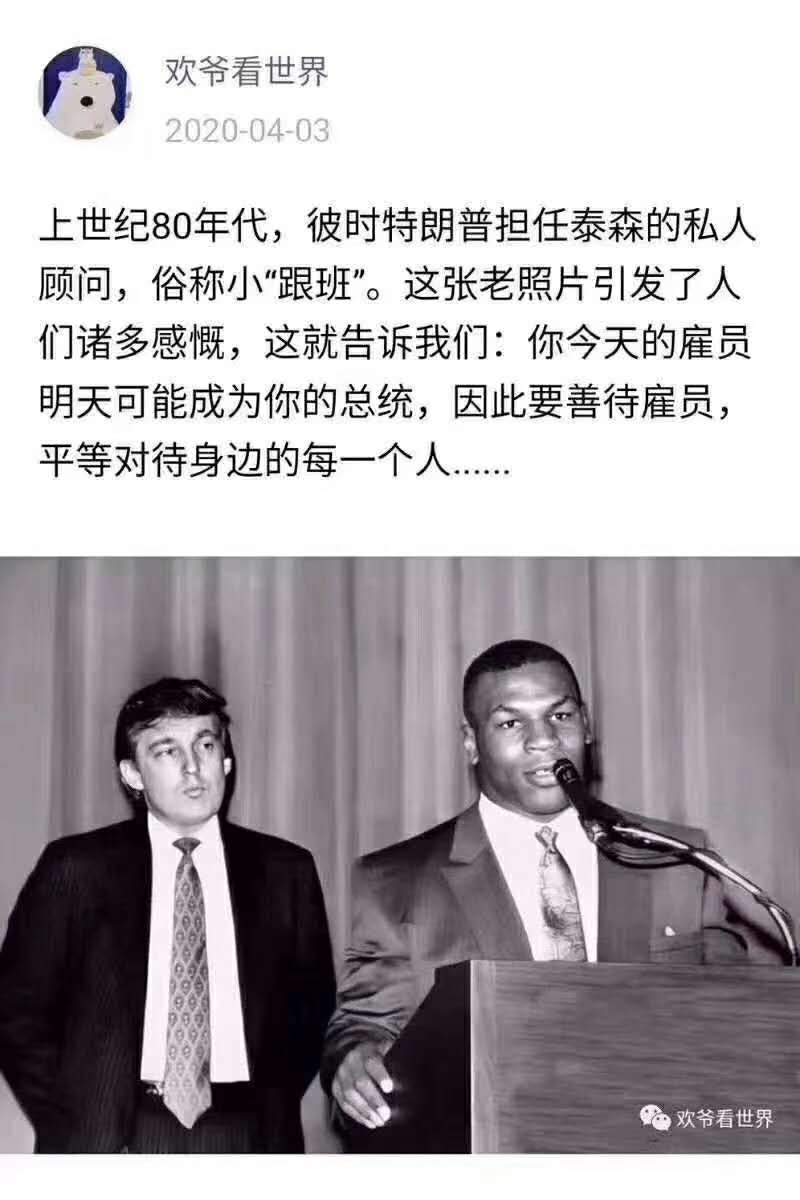 欢爷看世界
2020-04-03
上世纪80年代，彼时特朗普担任泰森的私人
顾问，俗称小“跟班”。这张老照片引发了人
们诸多感慨，这就告诉我们：你今天的雇员
明天可能成为你的总统，因此要善待雇员，
平等对待身边的每一个人......
欢爷看世界